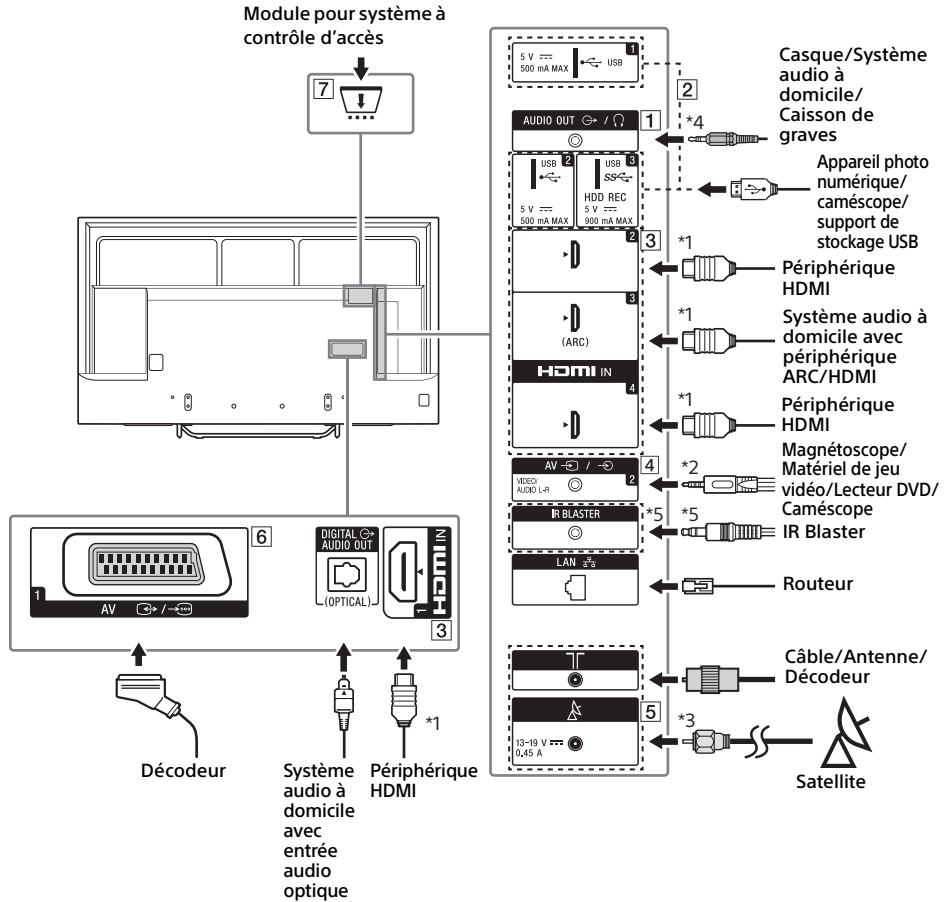 Module pour système à
contrôle d'accès
7
5 V
500 mA MAX
USB
1
2
Casque/Système
audio à
domicile/
Caisson de
graves
AUDIO OUT /
1
*4
USB 2
5 V
500 mA MAX
USB 3
SS
HDD REC
5 V
900 mA MAX
Appareil photo
numérique/
caméscope/
support de
stockage USB
2
3
*1
Périphérique
HDMI
3
(ARC)
*1
Système audio à
domicile avec
périphérique
ARC/HDMI
HDMI IN
4
*1
Périphérique
HDMI
AV /
4
VIDEO/
AUDIO L-R
2
*2
Magnétoscope/
Matériel de jeu
vidéo/Lecteur DVD/
Caméscope
IR BLASTER
*5
*5
IR Blaster
LAN
Routeur
Câble/Antenne/
Décodeur
5
13-19 V
0.45 A
*3
Satellite
6
1
AV /
DIGITAL
AUDIO OUT
(OPTICAL)
HDMI IN
1
3
*1
Décodeur
Système
audio à
domicile
avec
entrée
audio
optique
Périphérique
HDMI